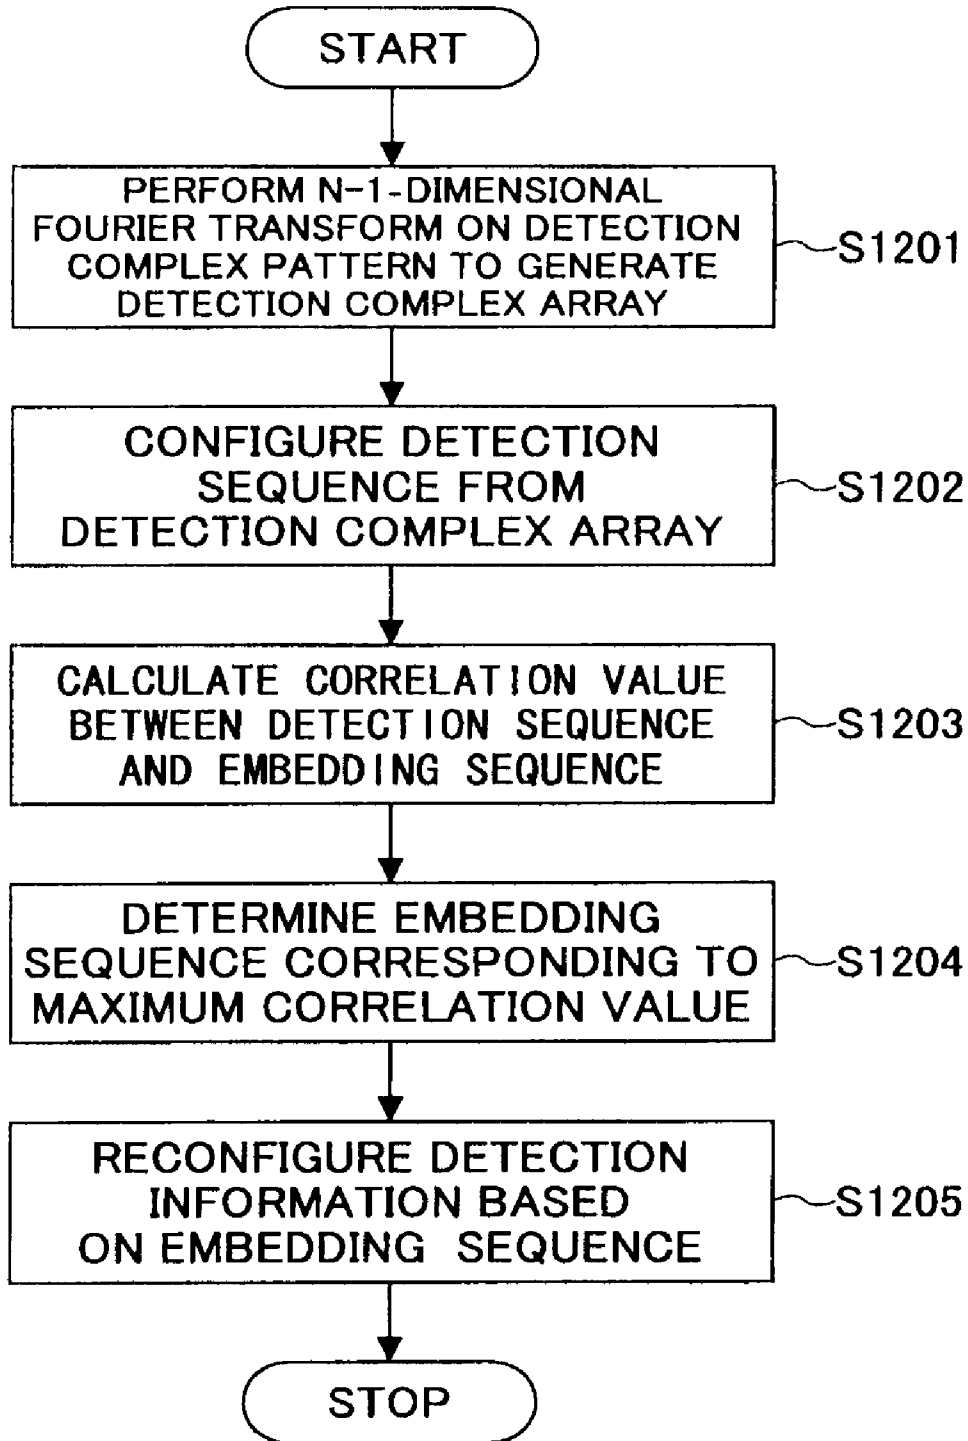 START
PERFORM N-1-DIMENSIONAL
FOURIER TRANSFORM ON DETECTION
COMPLEX PATTERN TO GENERATE
DETECTION COMPLEX ARRAY
S1201
CONFIGURE DETECTION
SEQUENCE FROM
DETECTION COMPLEX ARRAY
S1202
CALCULATE CORRELATION VALUE
BETWEEN DETECTION SEQUENCE
AND EMBEDDING SEQUENCE
S1203
DETERMINE EMBEDDING
SEQUENCE CORRESPONDING TO
MAXIMUM CORRELATION VALUE
S1204
RECONFIGURE DETECTION
INFORMATION BASED
ON EMBEDDING SEQUENCE
S1205
STOP